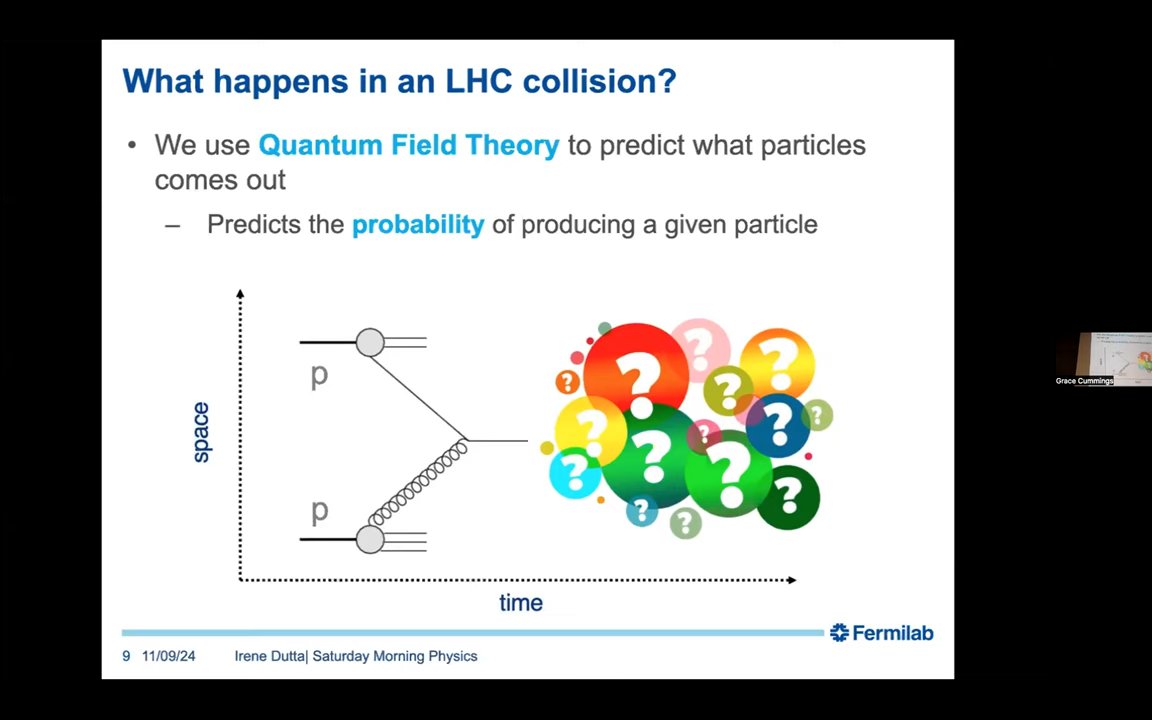 What happens in an LHC collision?
• We use Quantum Field Theory to predict what particles
comes out
– Predicts the probability of producing a given particle
space
p
p
? ? ? ? ? ? ? ? ? ? ? ? ? ?
time
Fermilab
9 11/09/24 Irene Dutta| Saturday Morning Physics
Grace Cummings